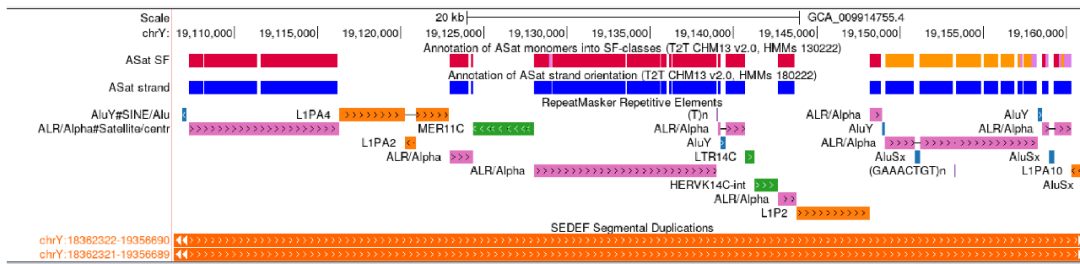 Scale 20 kb GCA_009914755.4
chrY: 19,110,000 19,115,000 19,120,000 19,125,000 19,130,000 19,135,000 19,140,000 19,145,000 19,150,000 19,155,000 19,160,000
Annotation of ASat monomers into SF-classes (T2T CHM13 v2.0, HMMs 130222)
ASat SF
Annotation of ASat strand orientation (T2T CHM13 v2.0, HMMs 180222)
ASat strand
RepeatMasker Repetitive Elements
AluY#SINE/Alu L1PA4 (T)n ALR/Alpha AluY
ALR/Alpha#Satellite/centr MER11C ALR/Alpha AluY ALR/Alpha
L1PA2 AluY ALR/Alpha
ALR/Alpha LTR14C AluSx AluSx
ALR/Alpha (GAAACTGT)n L1PA10
HERVK14C-int AluSx
ALR/Alpha
L1P2
SEDEF Segmental Duplications
chrY:18362322-19356690
chrY:18362321-19356689